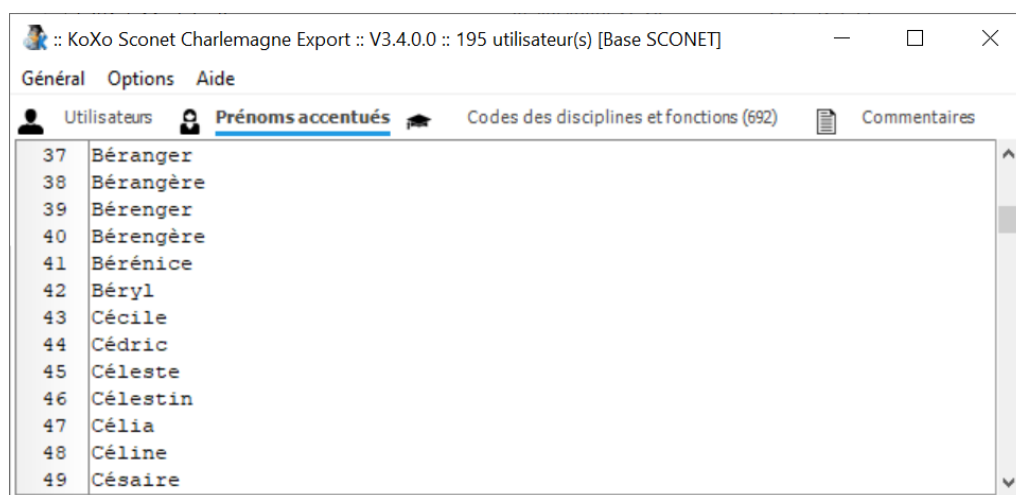 :: KoXo Sconet Charlemagne Export :: V3.4.0.0 :: 195 utilisateur(s) [Base SCONET]
Général Options Aide
Utilisateurs Prénoms accentués Codes des disciplines et fonctions (692) Commentaires
37 Béranger
38 Bérangère
39 Bérenger
40 Bérengère
41 Bérénice
42 Béryl
43 Cécile
44 Cédric
45 Céleste
46 Célestin
47 Célia
48 Céline
49 Césaire